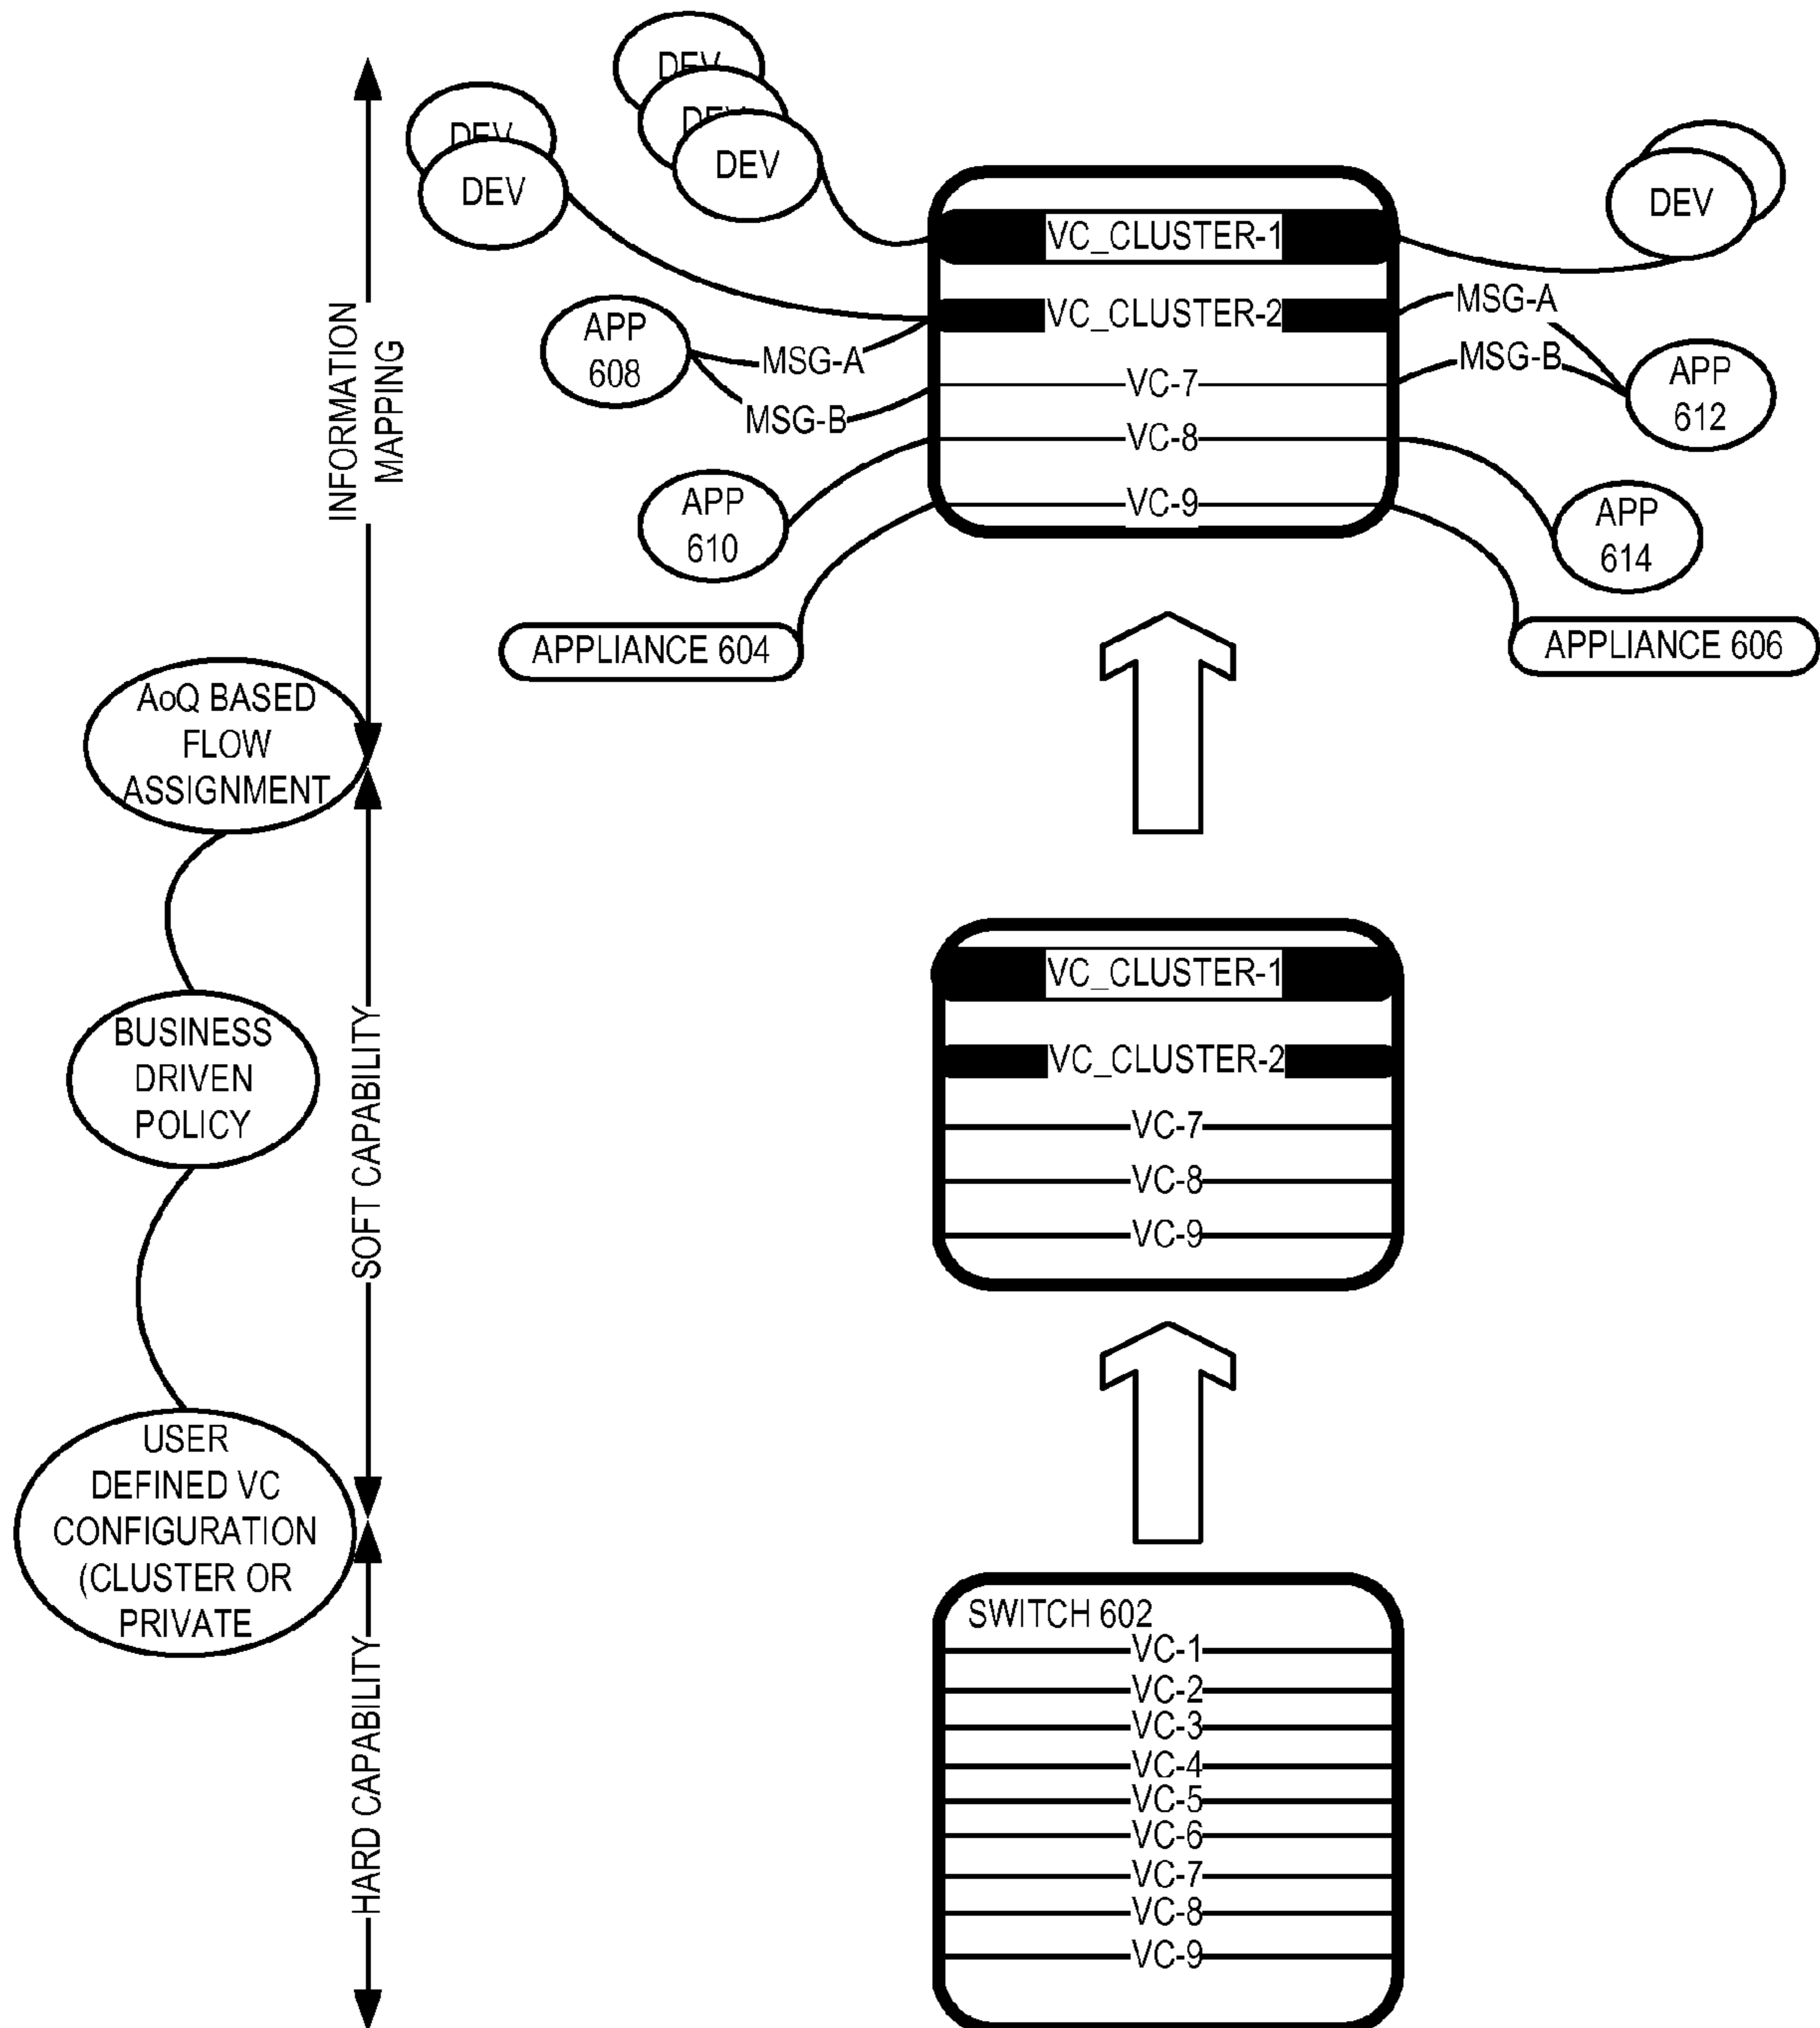 DEV
DEV
DEV
DEV
DEV
DEV
VC_CLUSTER-1
VC_CLUSTER-2
VC-7
VC-8
VC-9
APP
608
MSG-A
MSG-B
MSG-A
MSG-B
APP
612
APP
610
APP
614
APPLIANCE 604
APPLIANCE 606
INFORMATION
MAPPING
AoQ BASED
FLOW
ASSIGNMENT
BUSINESS
DRIVEN
POLICY
SOFT CAPABILITY
VC_CLUSTER-1
VC_CLUSTER-2
VC-7
VC-8
VC-9
USER
DEFINED VC
CONFIGURATION
(CLUSTER OR
PRIVATE
HARD CAPABILITY
SWITCH 602
VC-1
VC-2
VC-3
VC-4
VC-5
VC-6
VC-7
VC-8
VC-9